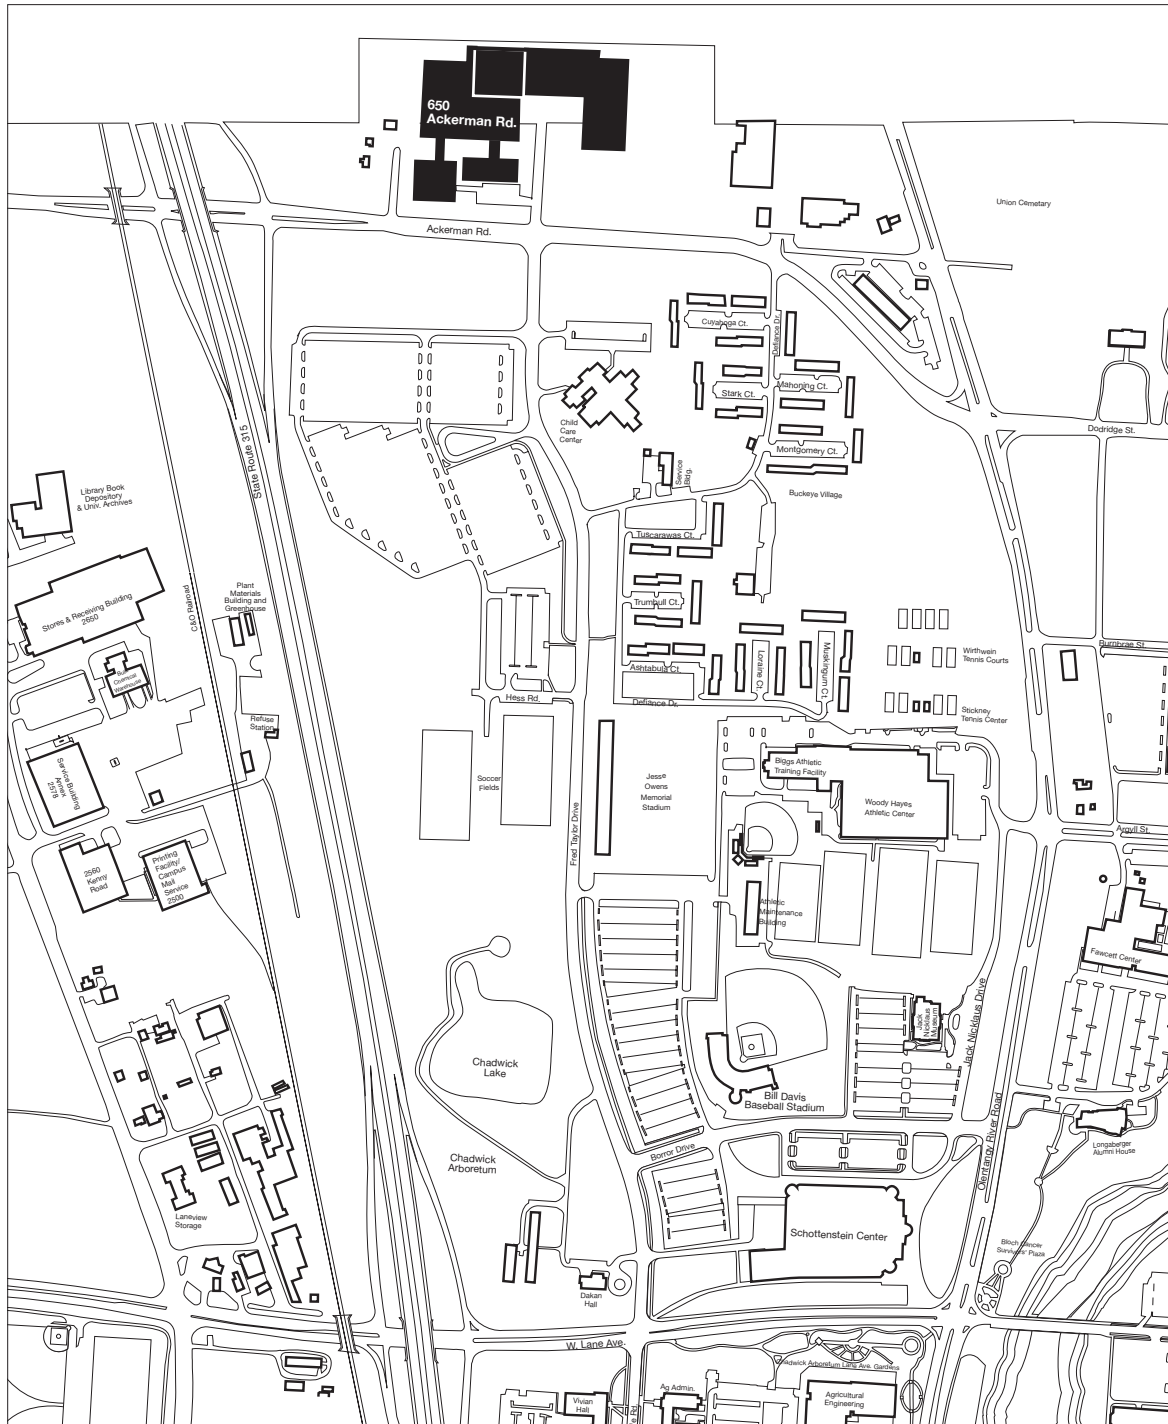 650
Ackerman Rd.
Union Cemetary
Ackerman Rd.
Cuyahoga Ct.
Defiance Dr.
Stark Ct.
Mahoning Ct.
Child
Care
Center
Dodridge St.
State Route 315
Montgomery Ct.
Service
Bldg.
Library Book
Depository
& Univ. Archives
Buckeye Village
Tuscarawas Ct.
C&O Railroad
Plant
Materials
Building and
Greenhouse
Stores & Receiving Building
2650
Trumbull Ct.
Burnbrae St.
Wirthwein
Tennis Courts
Loraine Ct.
Muskingum Ct.
Ashtabula Ct.
Chemical
Warehouse
Hess Rd.
Defiance Dr.
Stickney
Tennis Center
Refuse
Station
Service Building
Annex
2578
Biggs Athletic
Training Facility
Soccer
Fields
Jesse
Owens
Memorial
Stadium
Woody Hayes
Athletic Center
Fred Taylor Drive
Argyll St.
2560
Kenny
Road
Printing
Facility/
Campus
Mail
Service
2500
Athletic
Maintenance
Building
Fawcett Center
Jack
Nicklaus
Museum
Jack Nicklaus Drive
Chadwick
Lake
Bill Davis
Baseball Stadium
Olentangy River Road
Longaberger
Alumni House
Borror Drive
Chadwick
Arboretum
Laneview
Storage
Schottenstein Center
Bloch Cancer
Survivors' Plaza
Dakan
Hall
W. Lane Ave.
Chadwick Arboretum Lane Ave. Gardens
Ag Admin.
Vivian
Hall
Agricultural
Engineering